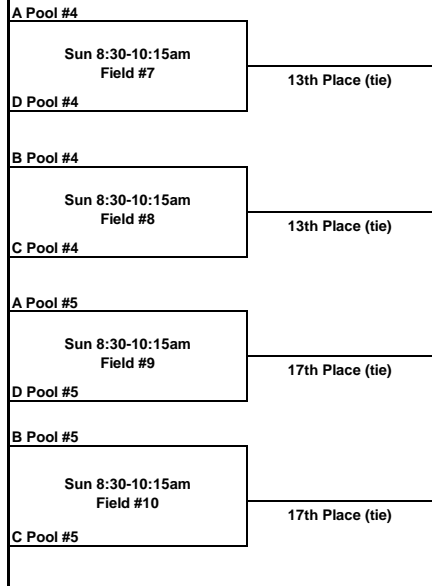 A Pool #4
Sun 8:30-10:15am
Field #7
13th Place (tie)
D Pool #4
B Pool #4
Sun 8:30-10:15am
Field #8
13th Place (tie)
C Pool #4
A Pool #5
Sun 8:30-10:15am
Field #9
17th Place (tie)
D Pool #5
B Pool #5
Sun 8:30-10:15am
Field #10
17th Place (tie)
C Pool #5